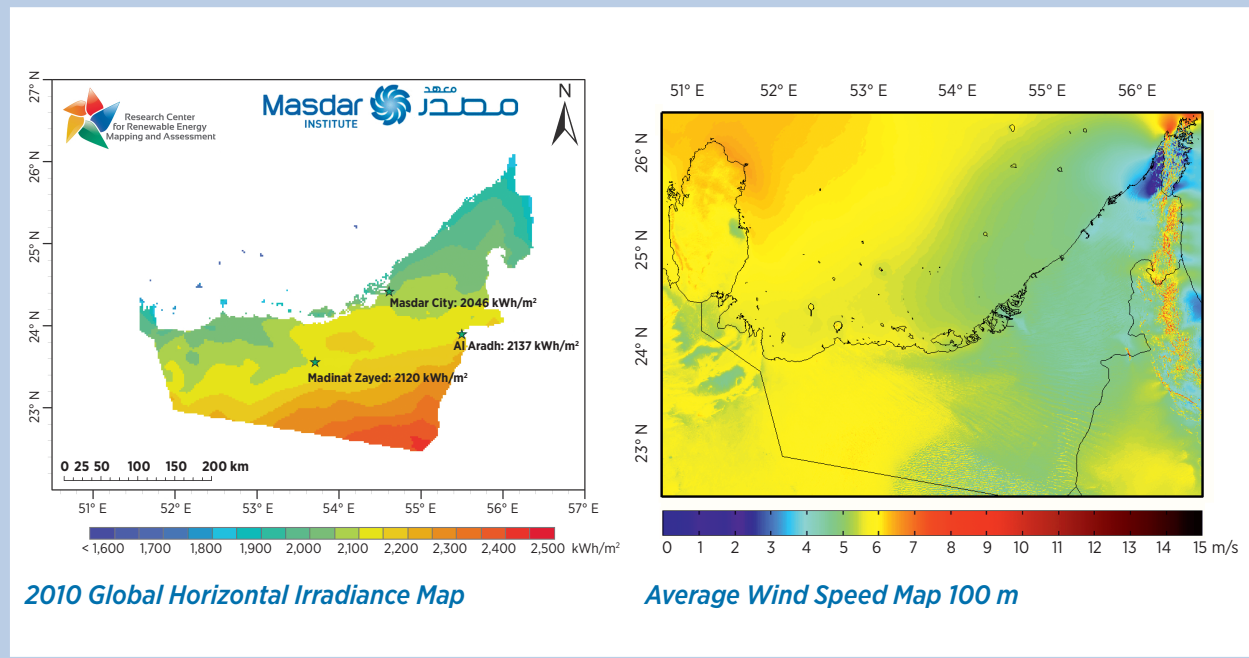 Research Center
for Renewable Energy
Mapping and Assessment
Masdar
INSTITUTE
معهد
مصدر
N
27° N
26° N
25° N
24° N
23° N
Masdar City: 2046 kWh/m²
Al Aradh: 2137 kWh/m²
Madinat Zayed: 2120 kWh/m²
0 25 50 100 150 200 km
51° E 52° E 53° E 54° E 55° E 56° E 57° E
< 1,600 1,700 1,800 1,900 2,000 2,100 2,200 2,300 2,400 2,500 kWh/m²
2010 Global Horizontal Irradiance Map
51° E 52° E 53° E 54° E 55° E 56° E
26° N
25° N
24° N
23° N
0 1 2 3 4 5 6 7 8 9 10 11 12 13 14 15 m/s
Average Wind Speed Map 100 m